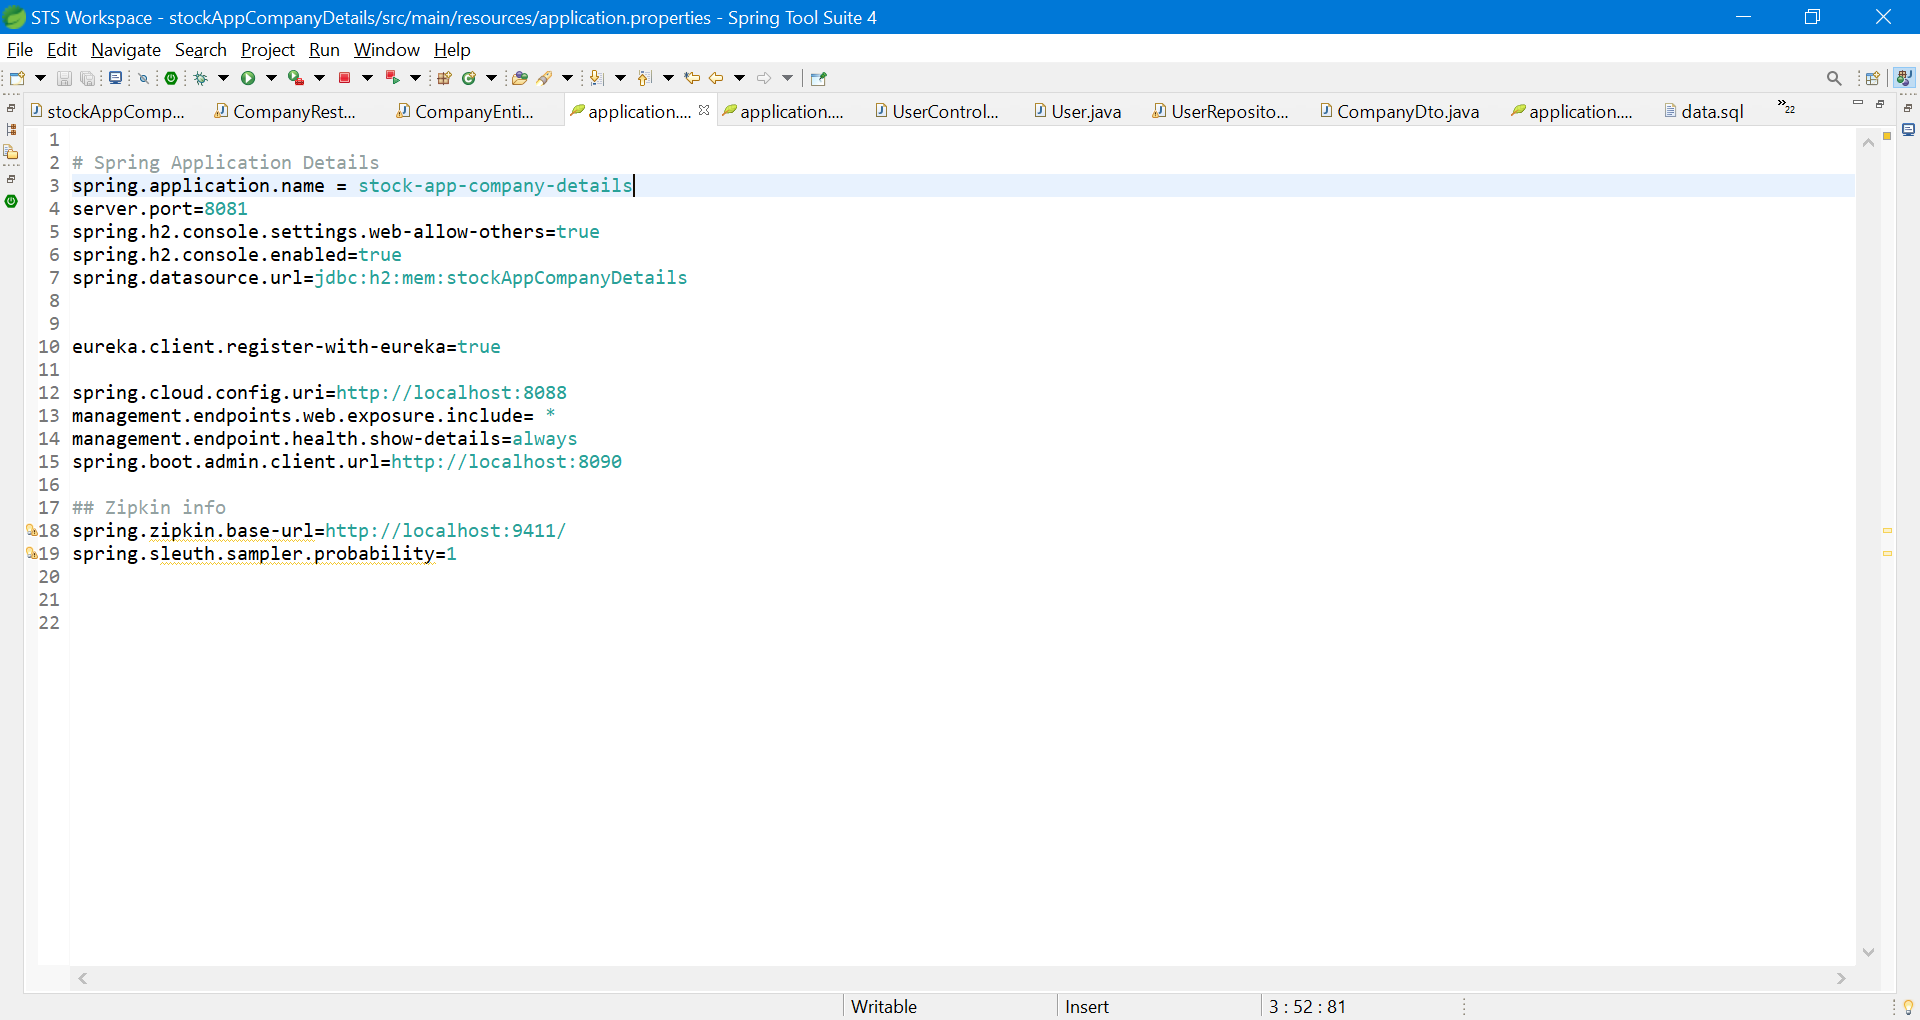 STS Workspace - stockAppCompanyDetails/src/main/resources/application.properties - Spring Tool Suite 4
File Edit Navigate Search Project Run Window Help
stockAppComp... CompanyRest... CompanyEnti... application.... application.... UserControl... User.java UserReposito... CompanyDto.java application.... data.sql »22
1
2 # Spring Application Details
3 spring.application.name = stock-app-company-details
4 server.port=8081
5 spring.h2.console.settings.web-allow-others=true
6 spring.h2.console.enabled=true
7 spring.datasource.url=jdbc:h2:mem:stockAppCompanyDetails
8
9
10 eureka.client.register-with-eureka=true
11
12 spring.cloud.config.uri=http://localhost:8088
13 management.endpoints.web.exposure.include= *
14 management.endpoint.health.show-details=always
15 spring.boot.admin.client.url=http://localhost:8090
16
17 ## Zipkin info
18 spring.zipkin.base-url=http://localhost:9411/
19 spring.sleuth.sampler.probability=1
20
21
22
Writable Insert 3 : 52 : 81